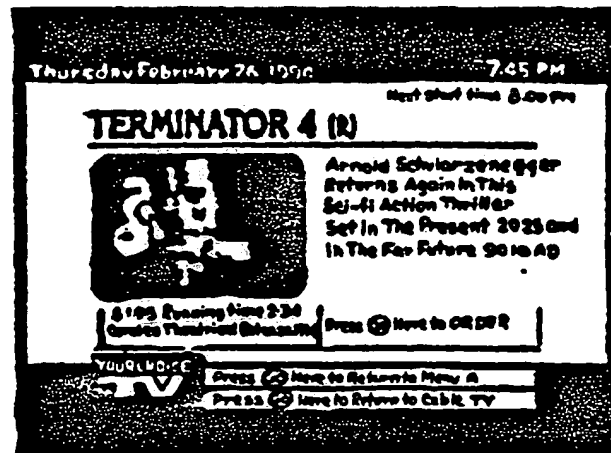 Thursday February 26, 7:45 PM
Next Start time 8:00 PM
TERMINATOR 4 (R)
Arnold Schwarzenegger
Returns Again In This
Sci-fi Action Thriller
Set In The Present 2025 and
In The Far Future AD
Running time 2:34
Theatrical
Press Here to ORDER
YOUR CHOICE
TV
Press Here to Return to Menu A
Press Here to Return to Cable TV